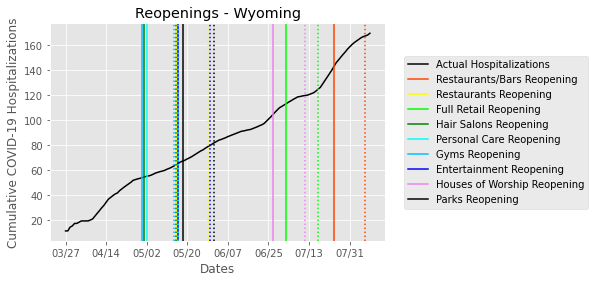 Reopenings - Wyoming
Cumulative COVID-19 Hospitalizations
160
140
120
100
80
60
40
20
03/27 04/14 05/02 05/20 06/07 06/25 07/13 07/31
Dates
Actual Hospitalizations
Restaurants/Bars Reopening
Restaurants Reopening
Full Retail Reopening
Hair Salons Reopening
Personal Care Reopening
Gyms Reopening
Entertainment Reopening
Houses of Worship Reopening
Parks Reopening